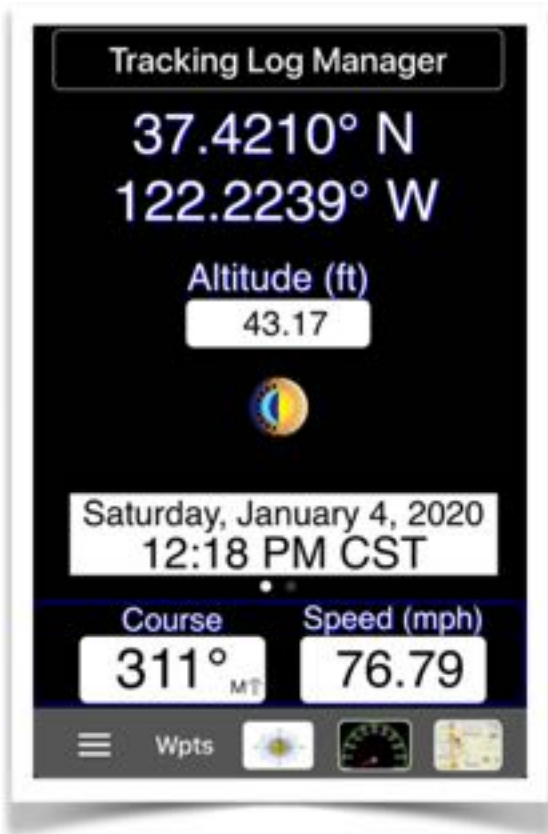 Tracking Log Manager
37.4210° N
122.2239° W
Altitude (ft)
43.17
Saturday, January 4, 2020
12:18 PM CST
Course Speed (mph)
311° M⇧ 76.79
Wpts